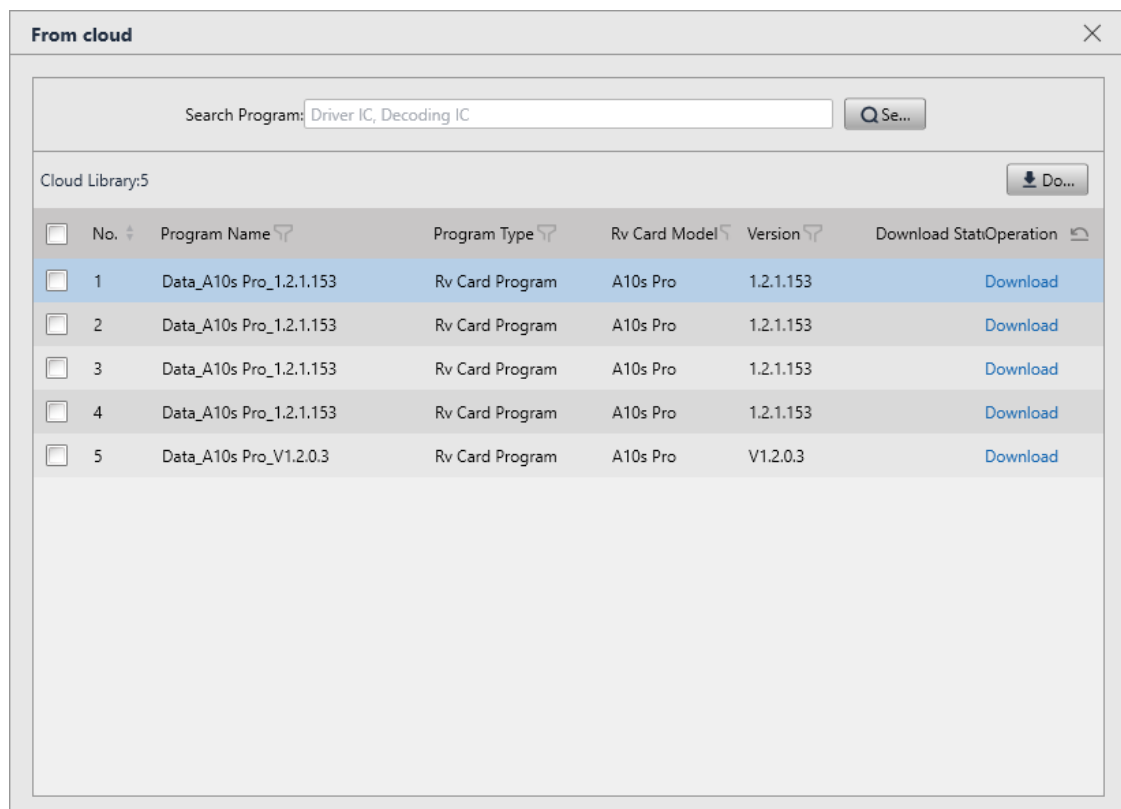 From cloud
Search Program: Driver IC, Decoding IC Se...
Cloud Library:5 Do...
No. Program Name Program Type Rv Card Model Version Download Stat Operation
1 Data_A10s Pro_1.2.1.153 Rv Card Program A10s Pro 1.2.1.153 Download
2 Data_A10s Pro_1.2.1.153 Rv Card Program A10s Pro 1.2.1.153 Download
3 Data_A10s Pro_1.2.1.153 Rv Card Program A10s Pro 1.2.1.153 Download
4 Data_A10s Pro_1.2.1.153 Rv Card Program A10s Pro 1.2.1.153 Download
5 Data_A10s Pro_V1.2.0.3 Rv Card Program A10s Pro V1.2.0.3 Download